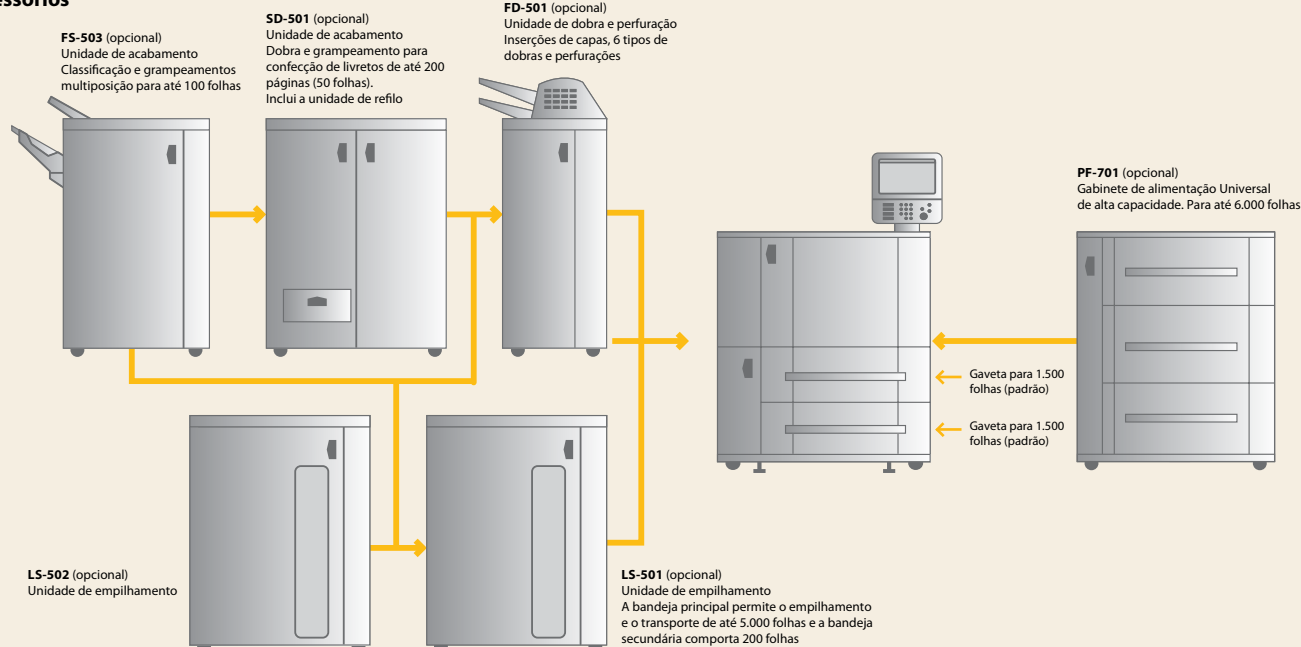 FS-503 (opcional)
Unidade de acabamento
Classificação e grampeamentos
multiposição para até 100 folhas
SD-501 (opcional)
Unidade de acabamento
Dobra e grampeamento para
confecção de livretos de até 200
páginas (50 folhas).
Inclui a unidade de refilo
FD-501 (opcional)
Unidade de dobra e perfuração
Inserções de capas, 6 tipos de
dobras e perfurações
PF-701 (opcional)
Gabinete de alimentação Universal
de alta capacidade. Para até 6.000 folhas
Gaveta para 1.500
folhas (padrão)
Gaveta para 1.500
folhas (padrão)
LS-502 (opcional)
Unidade de empilhamento
LS-501 (opcional)
Unidade de empilhamento
A bandeja principal permite o empilhamento
e o transporte de até 5.000 folhas e a bandeja
secundária comporta 200 folhas